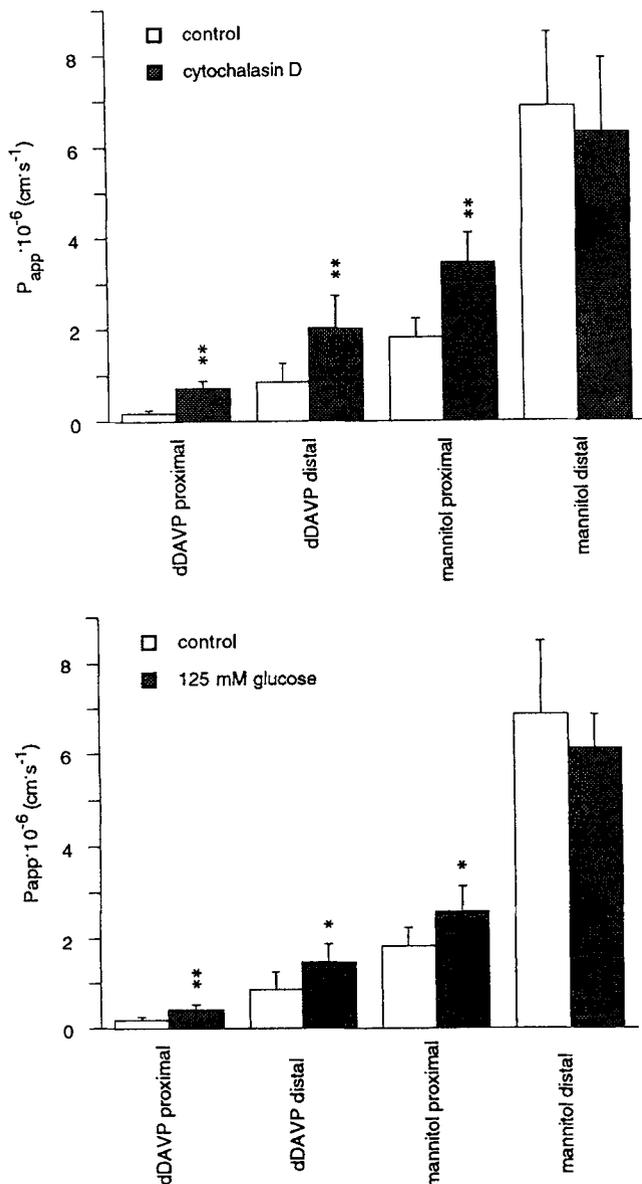 control
cytochalasin D
8
6
4
2
0
P_app·10^-6 (cm·s^-1)
**
**
**
dDAVP proximal
dDAVP distal
mannitol proximal
mannitol distal
control
125 mM glucose
8
6
4
2
0
Papp·10^-6 (cm·s^-1)
**
*
*
dDAVP proximal
dDAVP distal
mannitol proximal
mannitol distal